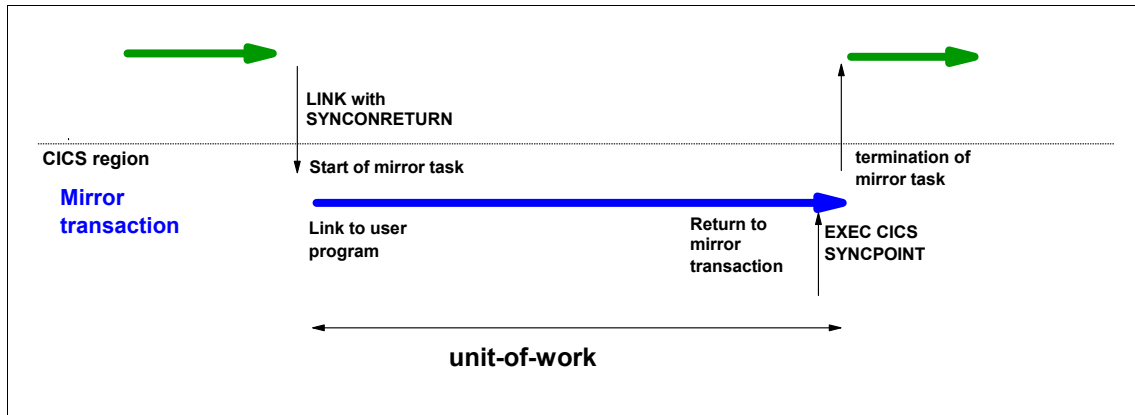 LINK with
SYNCONRETURN
CICS region
Start of mirror task
termination of
mirror task
Mirror
transaction
Link to user
program
Return to
mirror
transaction
EXEC CICS
SYNCPOINT
unit-of-work